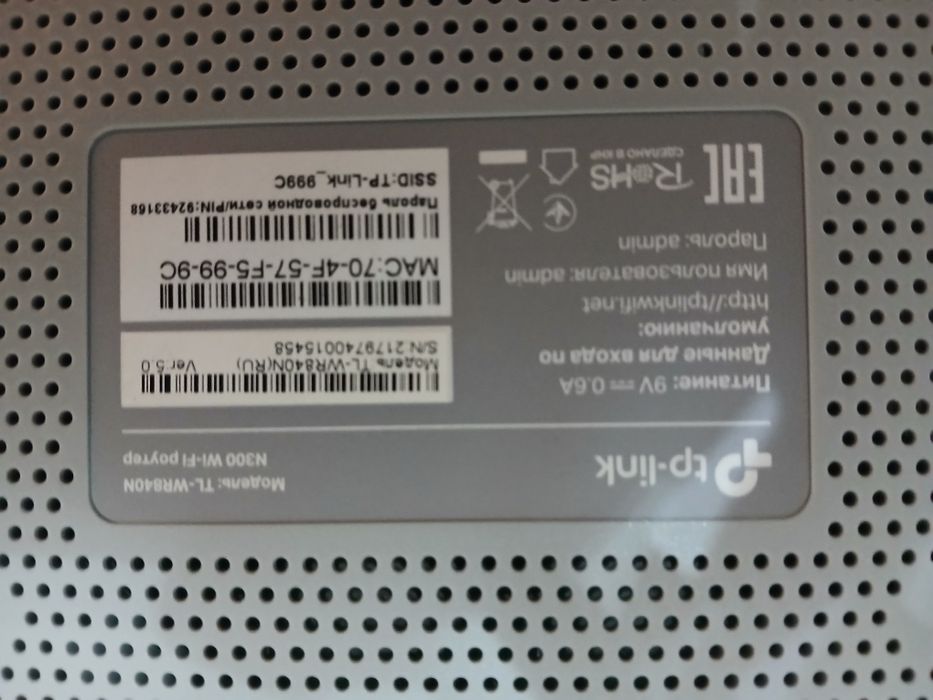 tp-link
Модель: TL-WR840N
N300 Wi-Fi роутер
Питание: 9V ⎓ 0.6A
Данные для входа по
умолчанию:
http://tplinkwifi.net
Имя пользователя: admin
Пароль: admin
EAC
RoHS
СДЕЛАНО В КНР
Модель TL-WR840N(RU) Ver 5.0
S/N:2179740015458
MAC:70-4F-57-F5-99-9C
Пароль беспроводной сети/PIN:92433168
SSID:TP-Link_999C